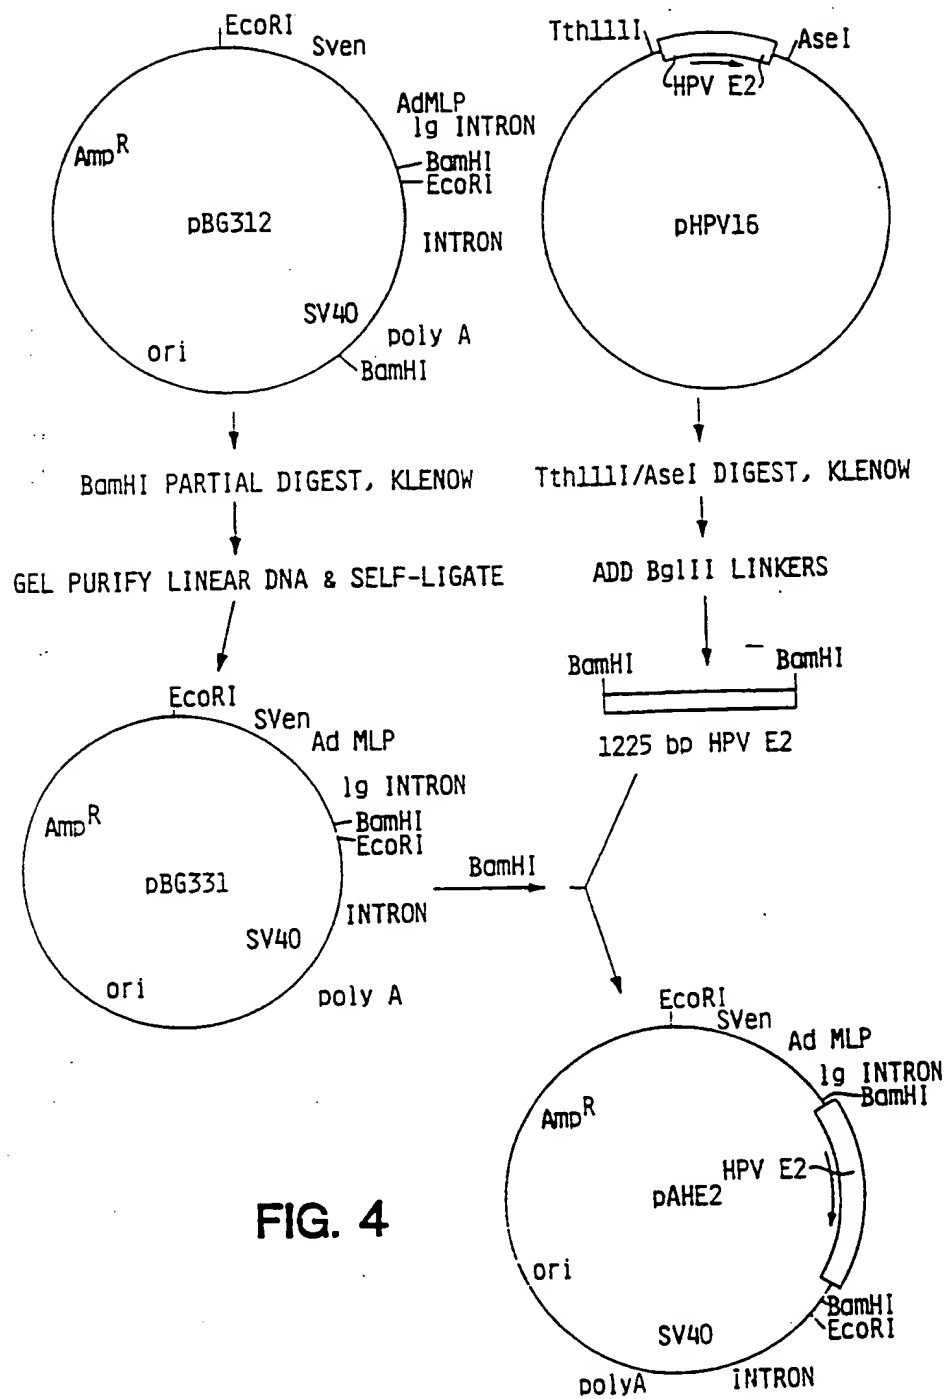 EcoRI
Sven
AdMLP
lg INTRON
BamHI
EcoRI
AmpR
pBG312
INTRON
SV40
poly A
ori
BamHI
Tth111I
AseI
HPV E2
pHPV16
BamHI PARTIAL DIGEST, KLENOW
GEL PURIFY LINEAR DNA & SELF-LIGATE
Tth111I/AseI DIGEST, KLENOW
ADD BglII LINKERS
BamHI
BamHI
1225 bp HPV E2
EcoRI
SVen
Ad MLP
lg INTRON
BamHI
EcoRI
AmpR
pBG331
INTRON
SV40
ori
poly A
BamHI
EcoRI
SVen
Ad MLP
lg INTRON
BamHI
AmpR
HPV E2
pAHE2
ori
BamHI
EcoRI
SV40
INTRON
polyA
FIG. 4